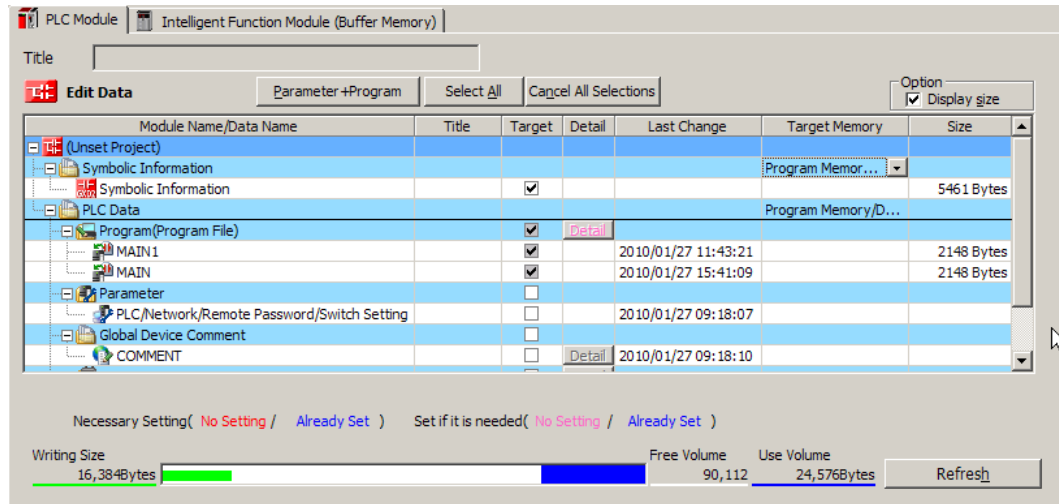 PLC Module Intelligent Function Module (Buffer Memory)
Title
Edit Data Parameter+Program Select All Cancel All Selections Option Display size
Module Name/Data Name Title Target Detail Last Change Target Memory Size
(Unset Project)
Symbolic Information Program Memor...
Symbolic Information 5461 Bytes
PLC Data Program Memory/D...
Program(Program File) Detail
MAIN1 2010/01/27 11:43:21 2148 Bytes
MAIN 2010/01/27 15:41:09 2148 Bytes
Parameter
PLC/Network/Remote Password/Switch Setting 2010/01/27 09:18:07
Global Device Comment
COMMENT Detail 2010/01/27 09:18:10
Necessary Setting( No Setting / Already Set ) Set if it is needed( No Setting / Already Set )
Writing Size Free Volume Use Volume
16,384Bytes 90,112 24,576Bytes Refresh